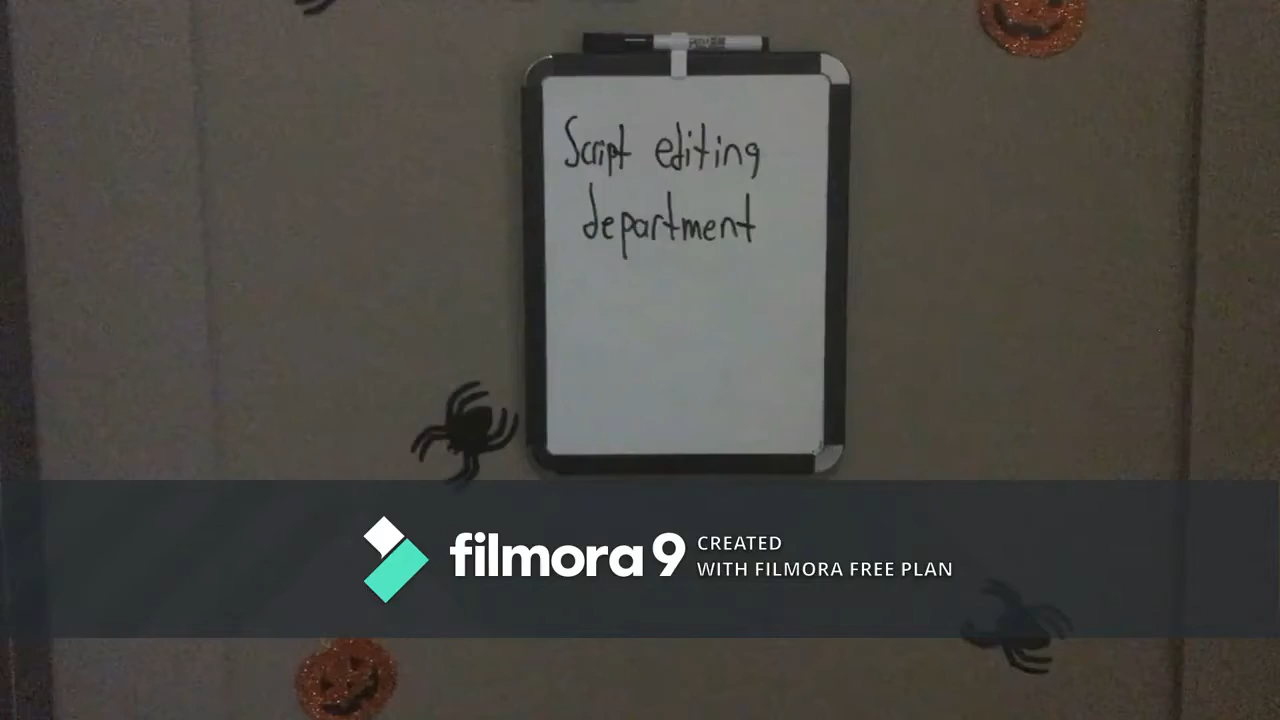 Script editing
department
filmora 9
CREATED
WITH FILMORA FREE PLAN